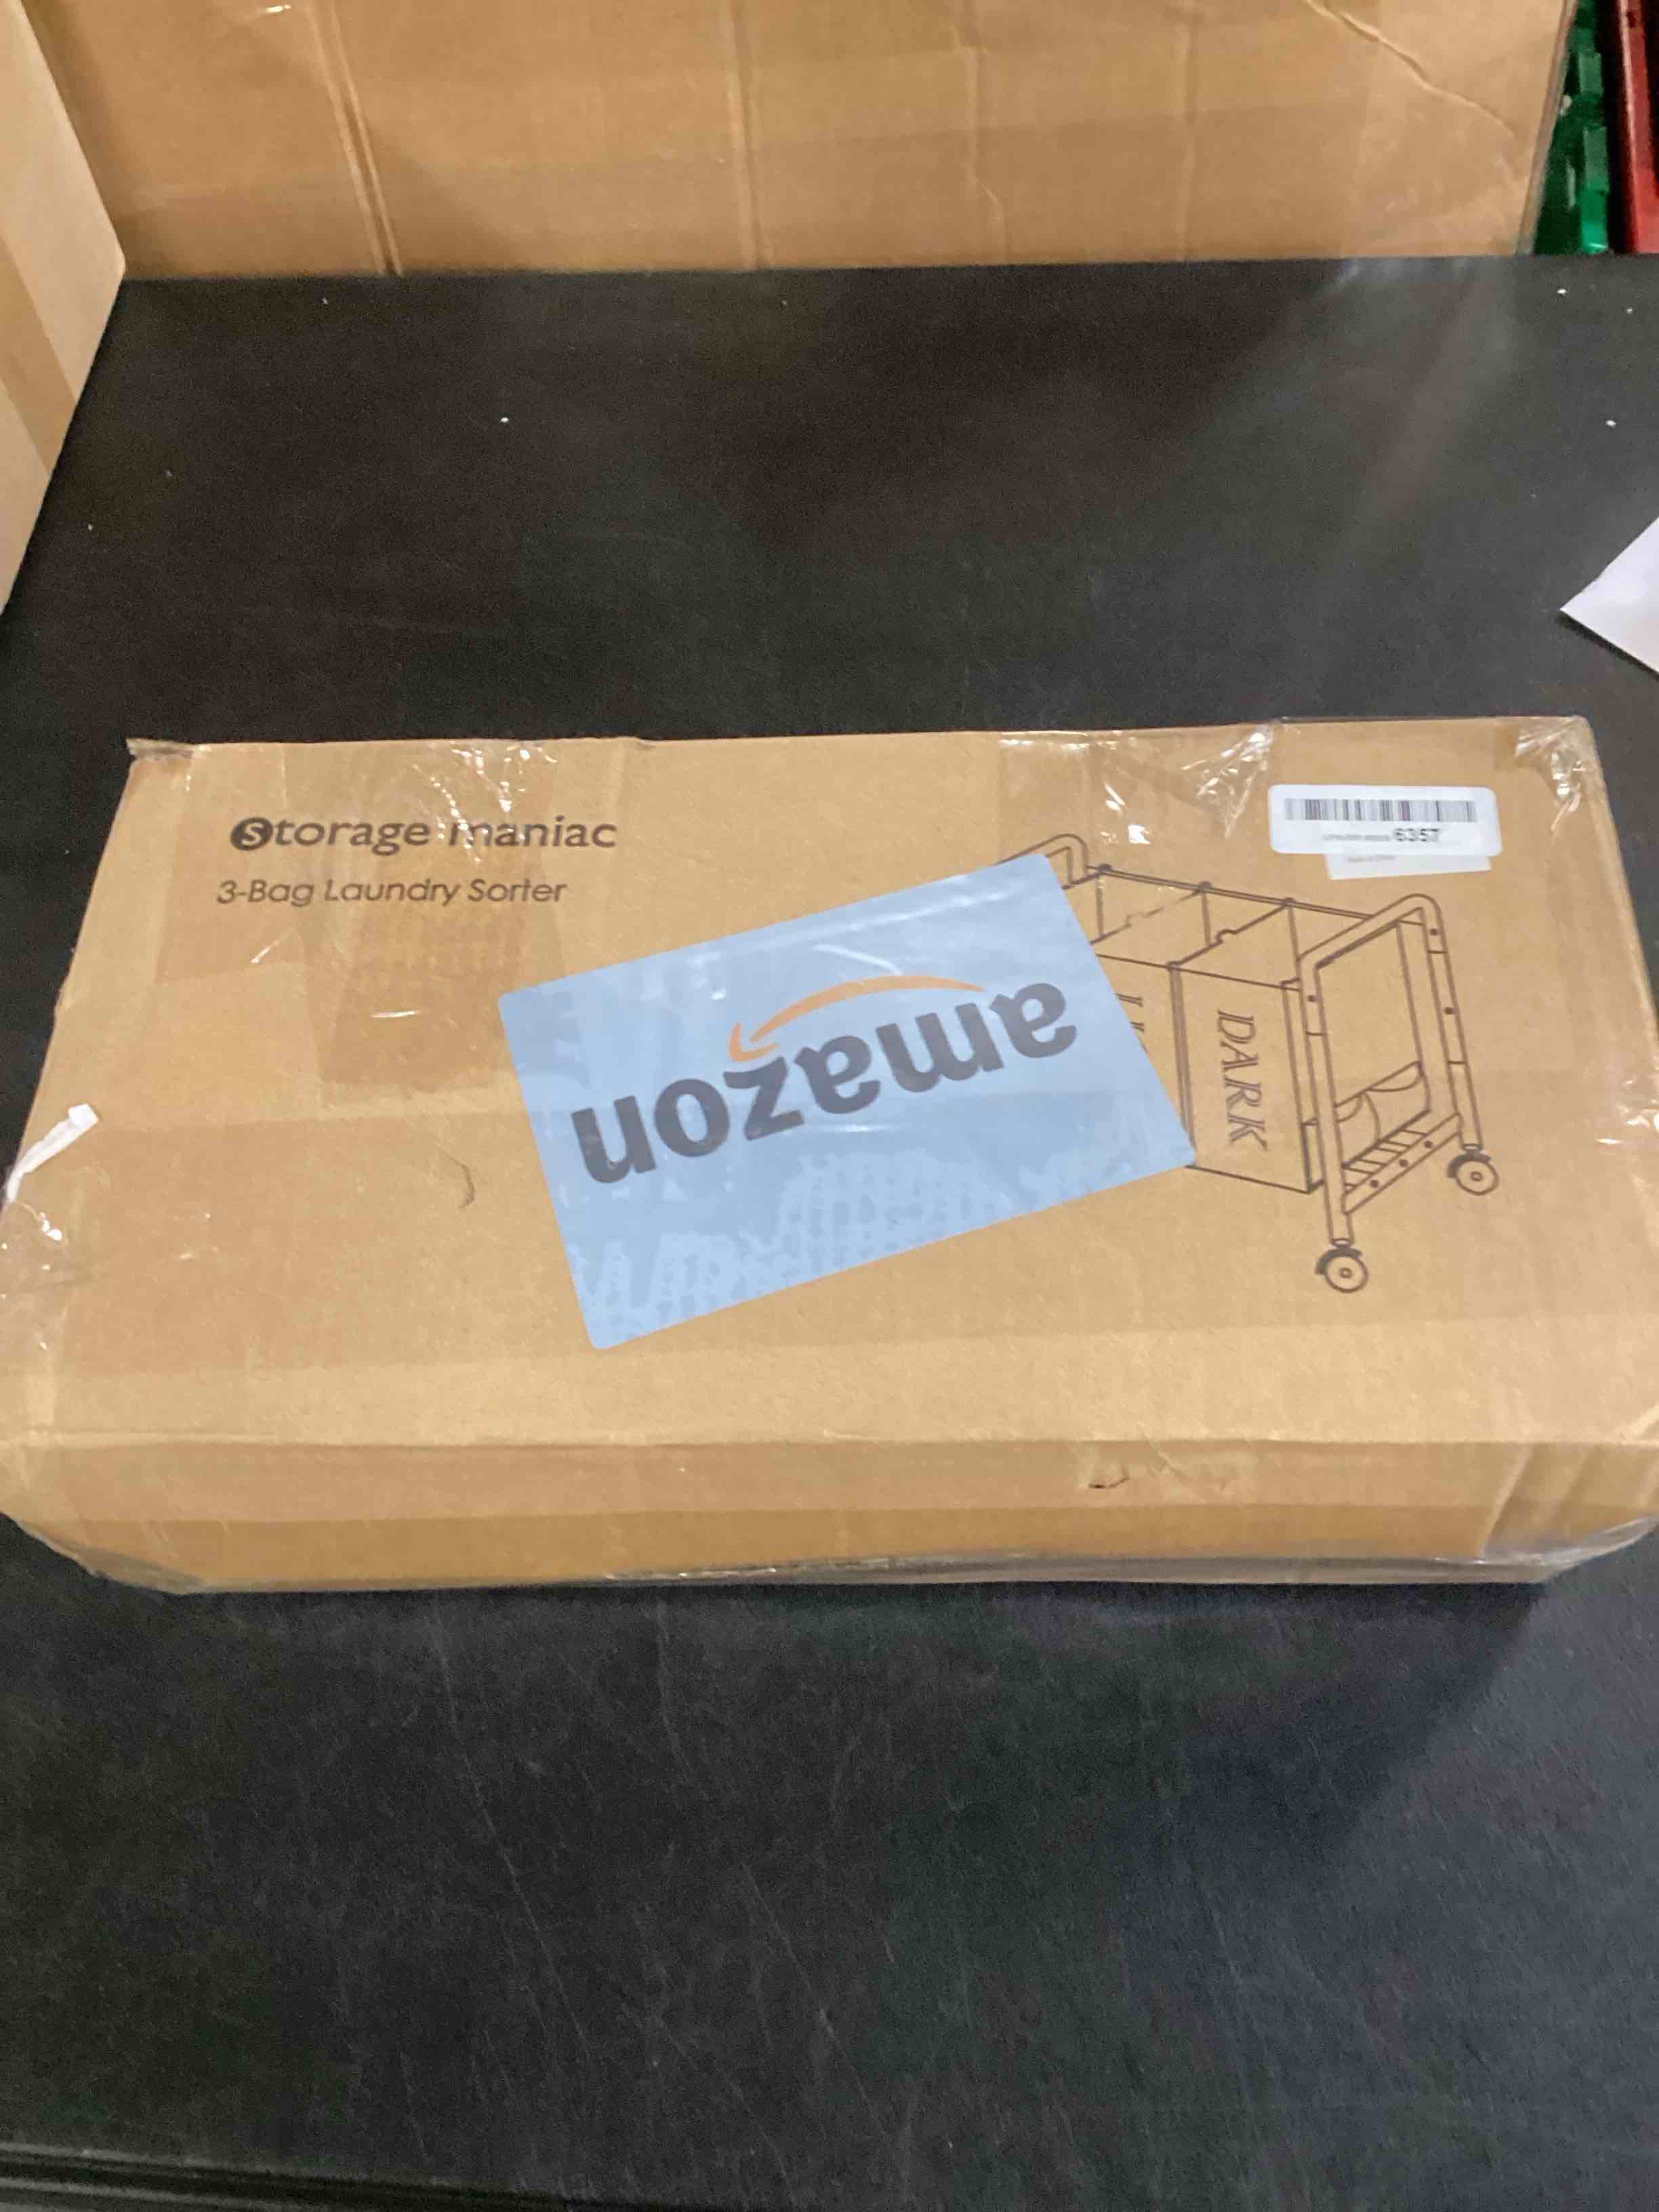 Storage maniac
3-Bag Laundry Sorter
6357
amazon
DARK